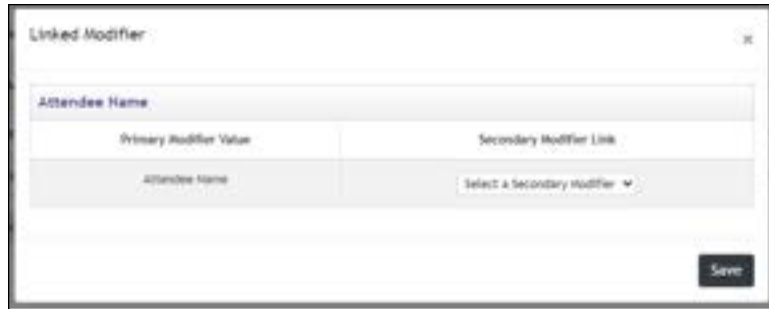 Linked Modifier
×
Attendee Name
Primary Modifier Value
Secondary Modifier Link
Attendee Name
Select a Secondary Modifier
Save